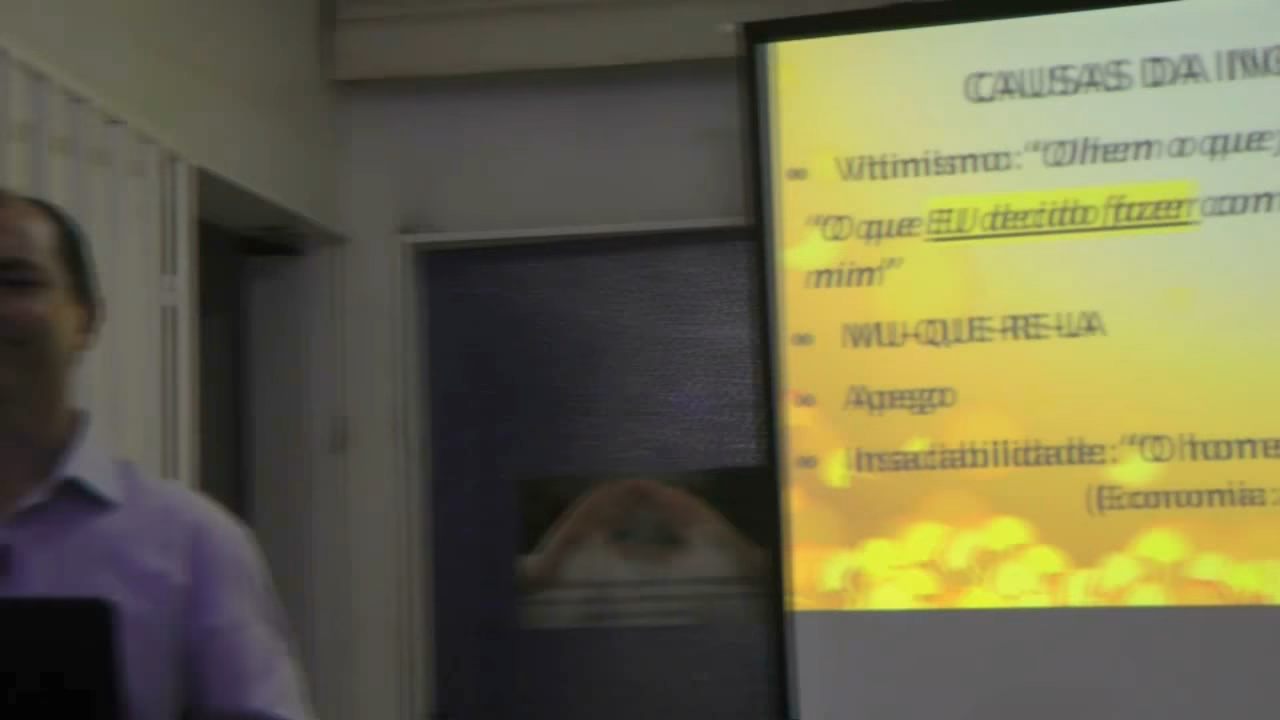 CAUSAS DA ING
• Vitimismo: “Olhem o que
“O que EU decido fazer com
mim”
• MU-QUE-RE-LA
• Apego
• Insaciabilidade: “O home
(Economia: